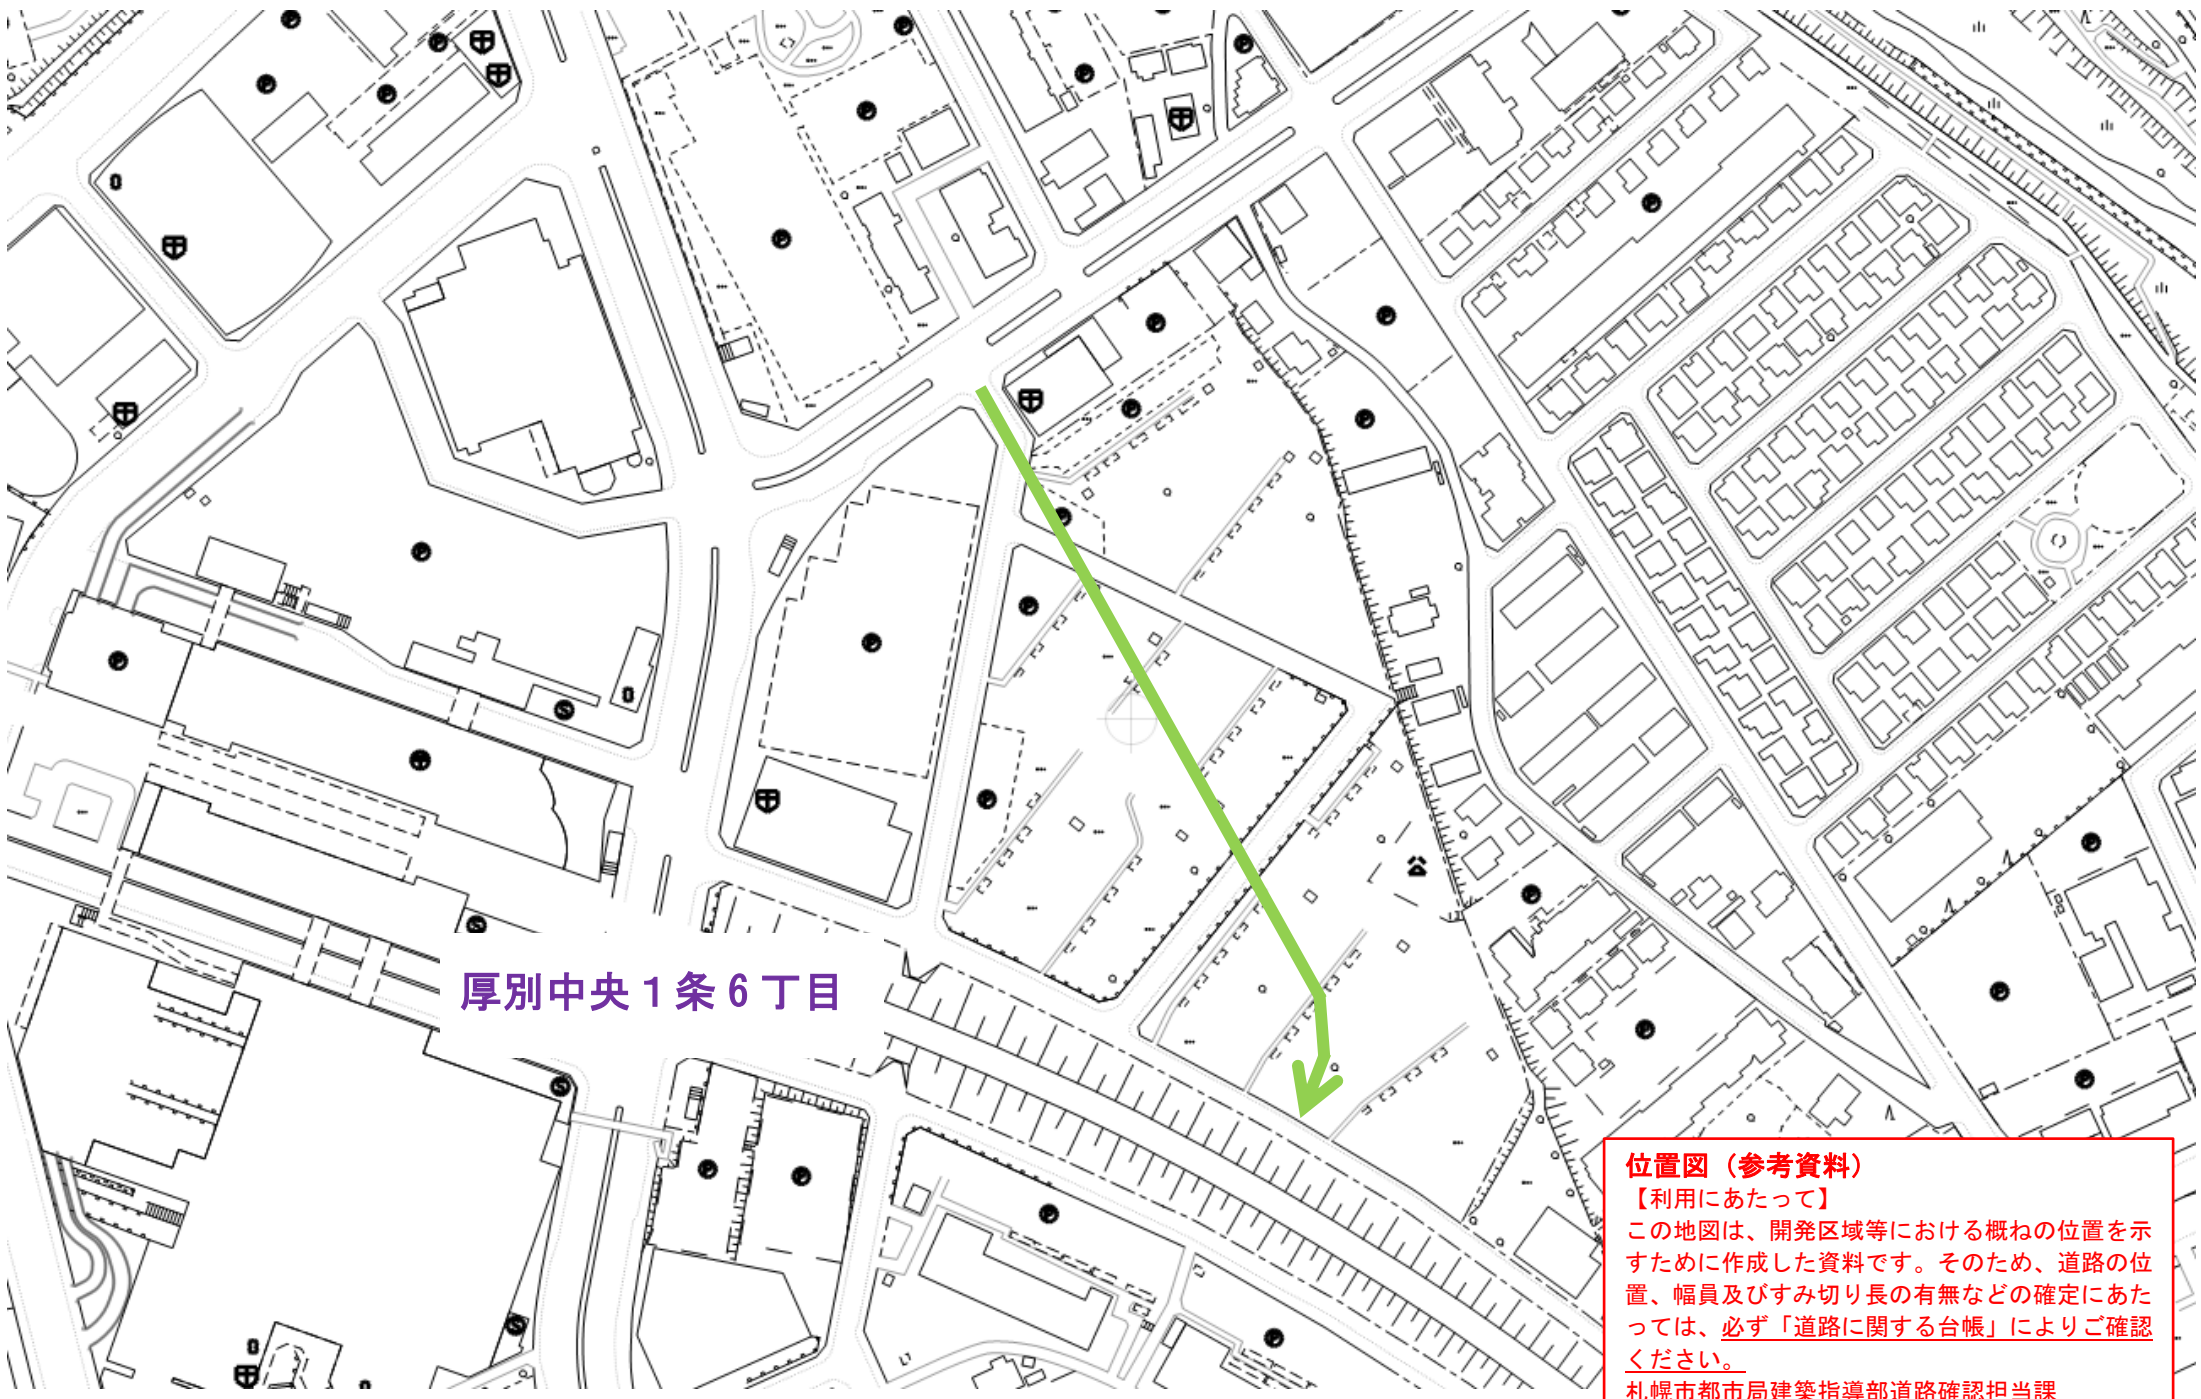 厚別中央1条6丁目
位置図（参考資料）
【利用にあたって】
この地図は、開発区域等における概ねの位置を示
すために作成した資料です。そのため、道路の位
置、幅員及びすみ切り長の有無などの確定にあた
っては、必ず「道路に関する台帳」によりご確認
ください。
札幌市都市局建築指導部道路確認担当課